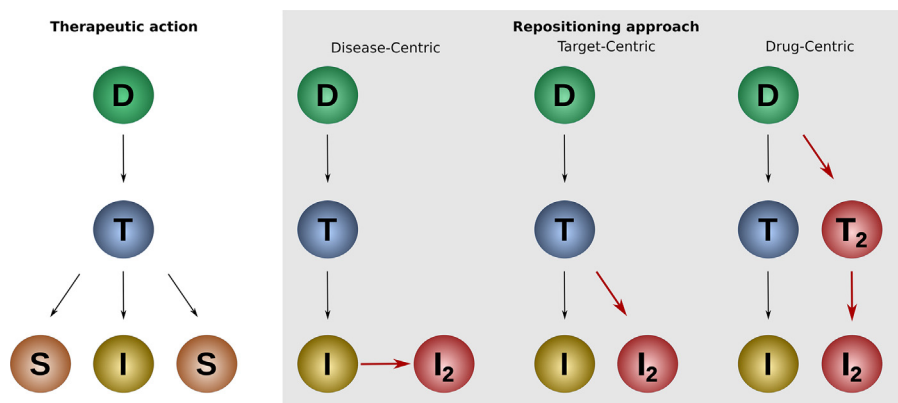 Therapeutic action
Repositioning approach
Disease-Centric
Target-Centric
Drug-Centric
D
D
D
D
T
T
T
T
T₂
S
I
S
I
I₂
I
I₂
I
I₂